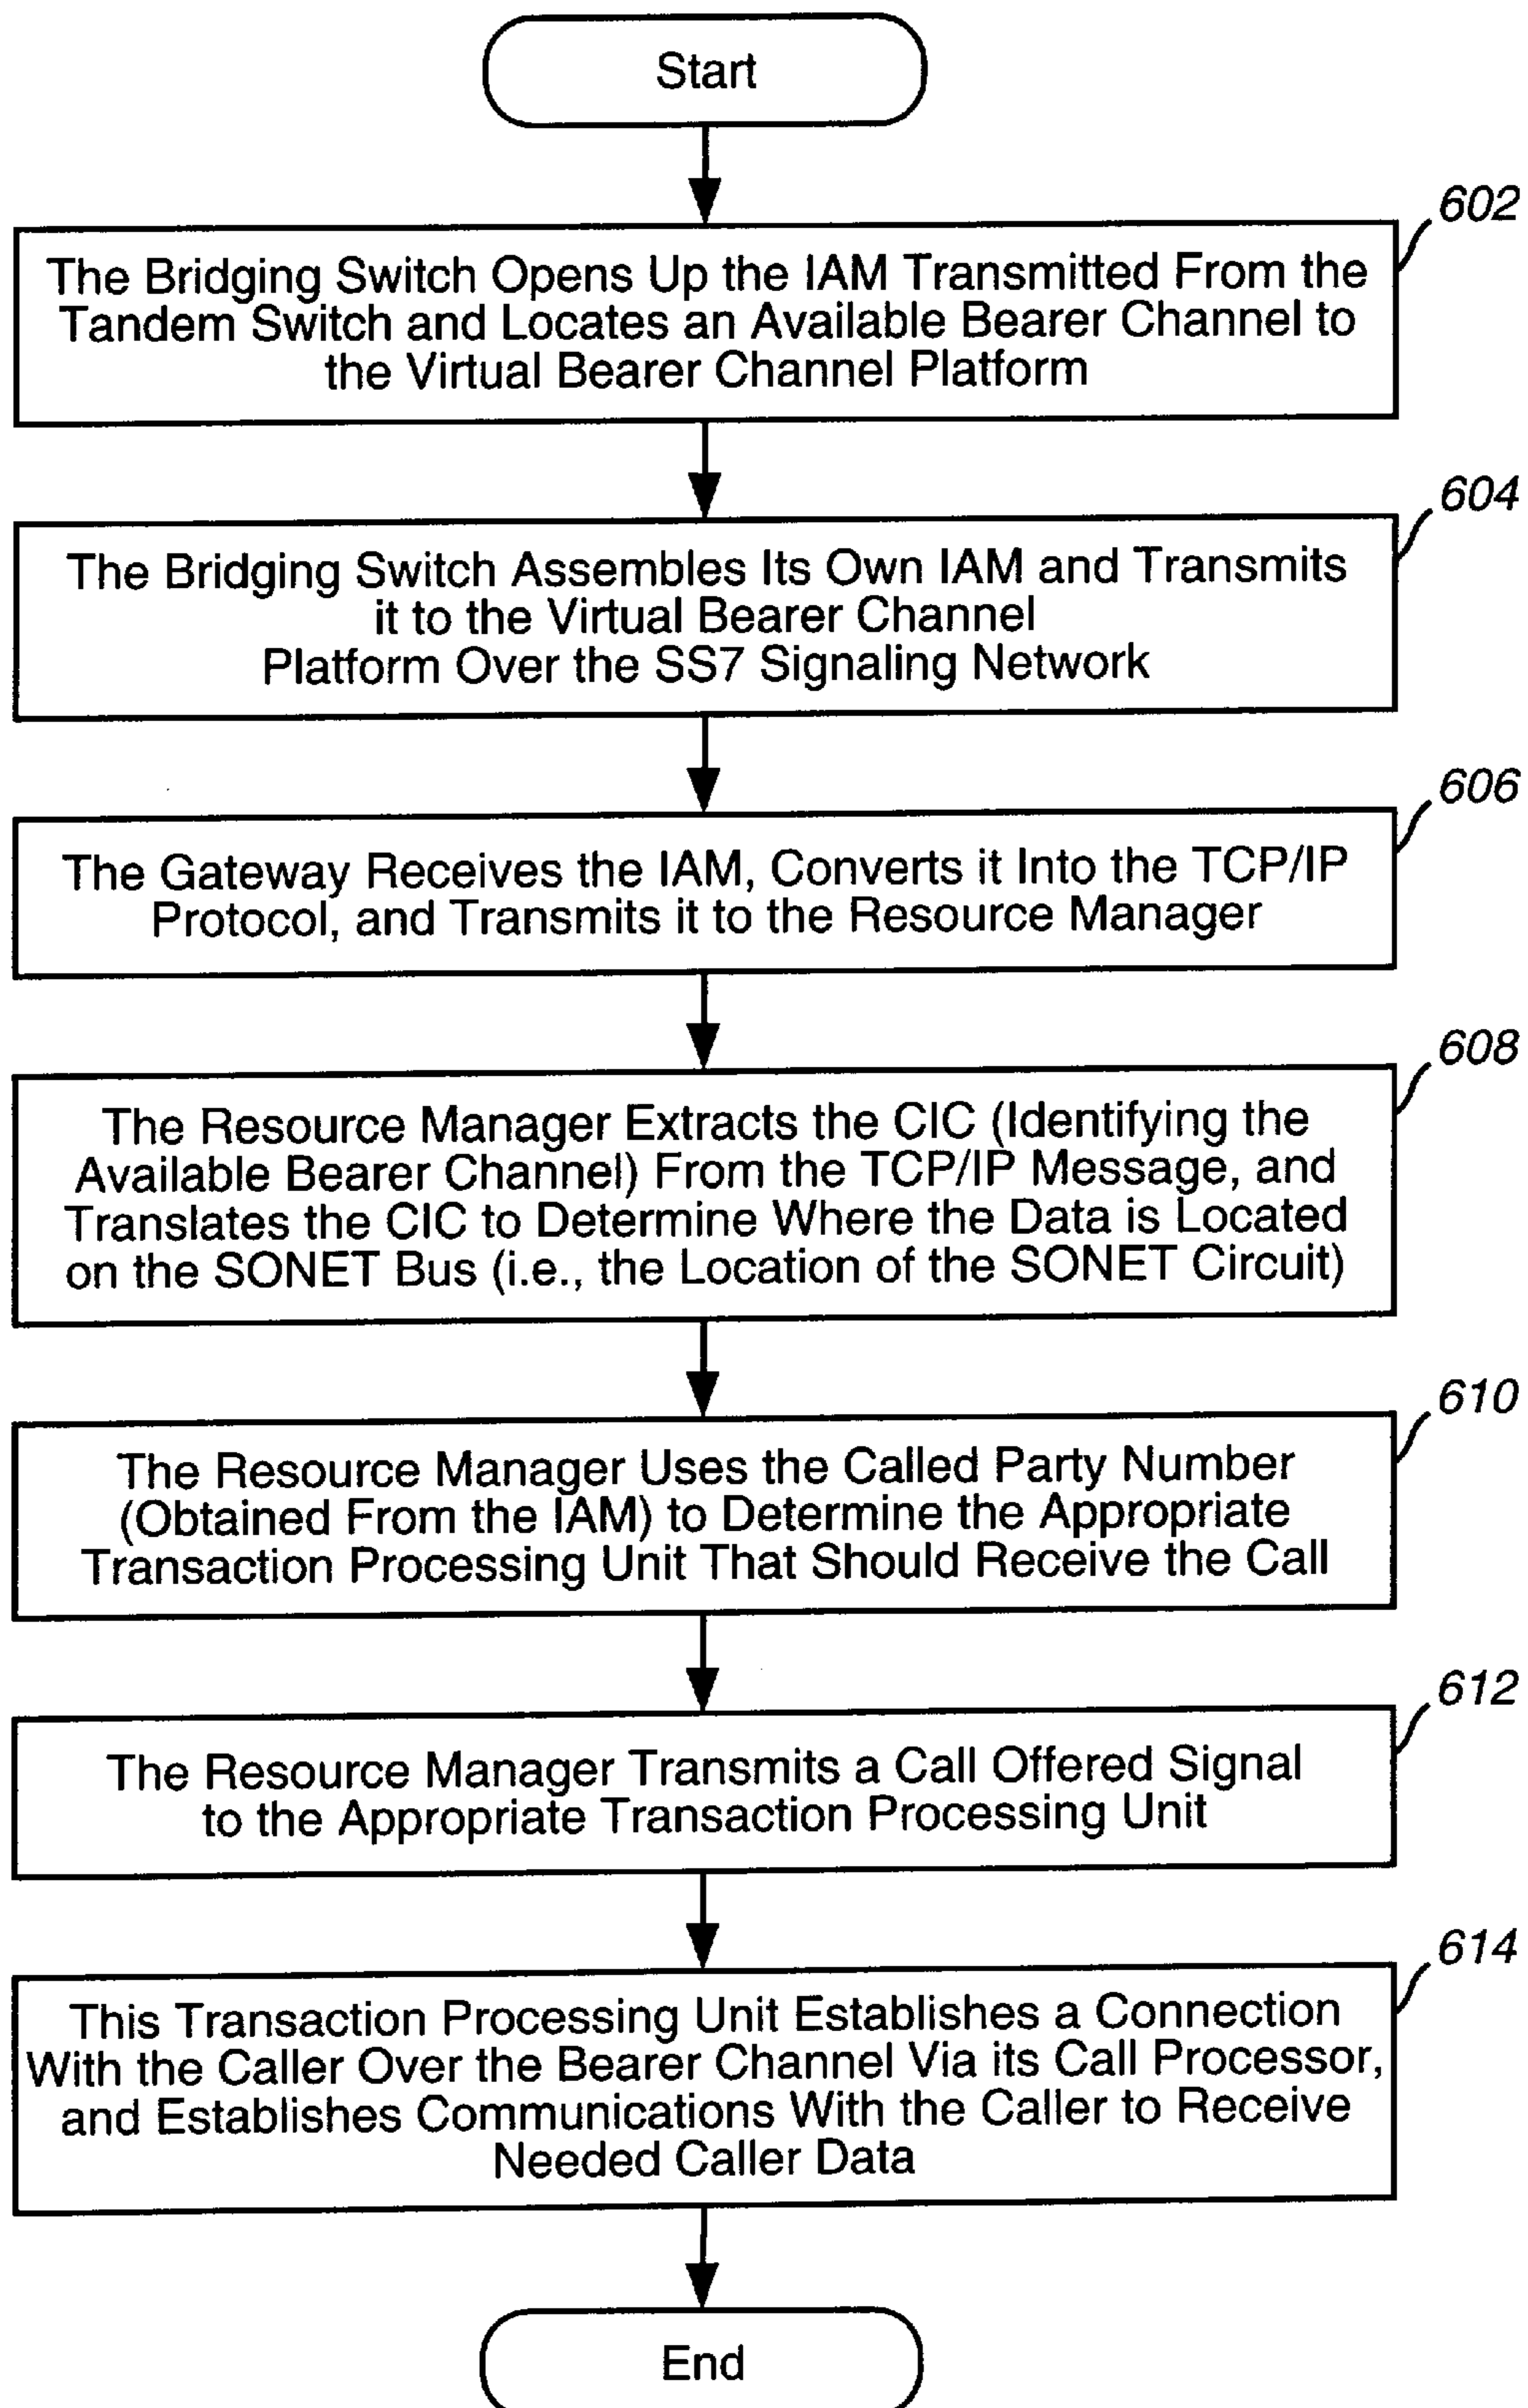 Start
602
The Bridging Switch Opens Up the IAM Transmitted From the
Tandem Switch and Locates an Available Bearer Channel to
the Virtual Bearer Channel Platform
604
The Bridging Switch Assembles Its Own IAM and Transmits
it to the Virtual Bearer Channel
Platform Over the SS7 Signaling Network
606
The Gateway Receives the IAM, Converts it Into the TCP/IP
Protocol, and Transmits it to the Resource Manager
608
The Resource Manager Extracts the CIC (Identifying the
Available Bearer Channel) From the TCP/IP Message, and
Translates the CIC to Determine Where the Data is Located
on the SONET Bus (i.e., the Location of the SONET Circuit)
610
The Resource Manager Uses the Called Party Number
(Obtained From the IAM) to Determine the Appropriate
Transaction Processing Unit That Should Receive the Call
612
The Resource Manager Transmits a Call Offered Signal
to the Appropriate Transaction Processing Unit
614
This Transaction Processing Unit Establishes a Connection
With the Caller Over the Bearer Channel Via its Call Processor,
and Establishes Communications With the Caller to Receive
Needed Caller Data
End